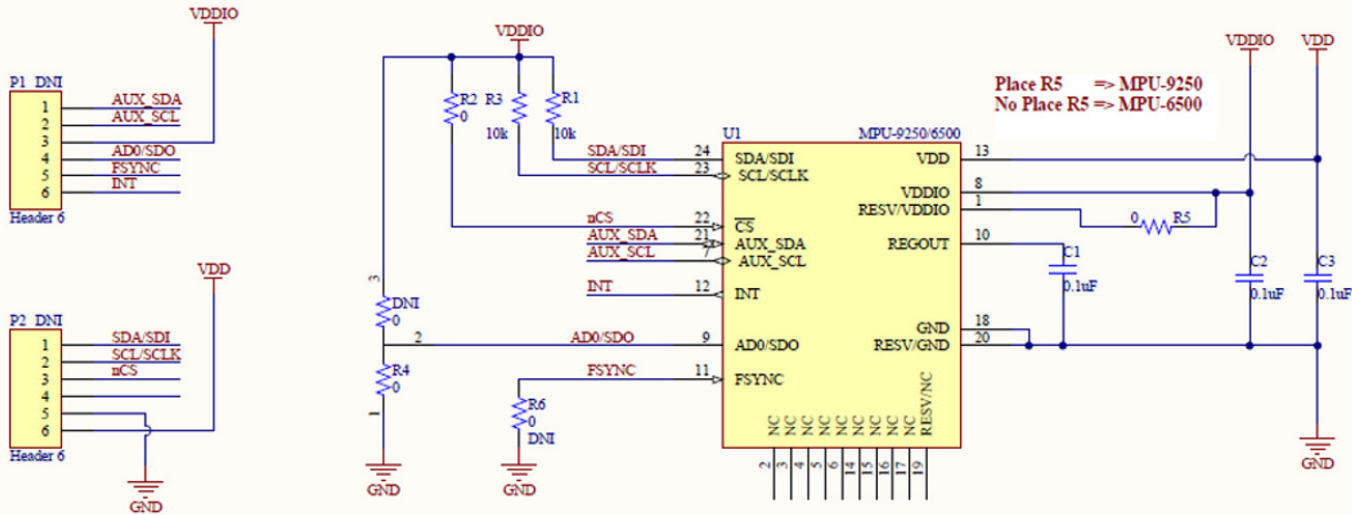 VDDIO
P1 DNI
1 AUX_SDA
2 AUX_SCL
3
4 AD0/SDO
5 FSYNC
6 INT
Header 6
VDD
P2 DNI
1 SDA/SDI
2 SCL/SCLK
3 nCS
4
5
6
Header 6
GND
VDDIO
R2
0
R3
10k
R1
10k
SDA/SDI 24
SCL/SCLK 23
nCS 22
AUX_SDA 21
AUX_SCL 7
INT 12
3
DNI
0
2
AD0/SDO 9
R4
0
1
GND
FSYNC 11
R6
0
DNI
GND
U1
MPU-9250/6500
SDA/SDI
SCL/SCLK
CS
AUX_SDA
AUX_SCL
INT
AD0/SDO
FSYNC
VDD 13
VDDIO 8
RESV/VDDIO 1
REGOUT 10
GND 18
RESV/GND 20
NC NC NC NC NC NC NC NC NC RESV/NC
2 3 4 5 6 14 15 16 17 19
Place R5 => MPU-9250
No Place R5 => MPU-6500
VDDIO
VDD
0 R5
C1
0.1uF
C2
0.1uF
C3
0.1uF
GND